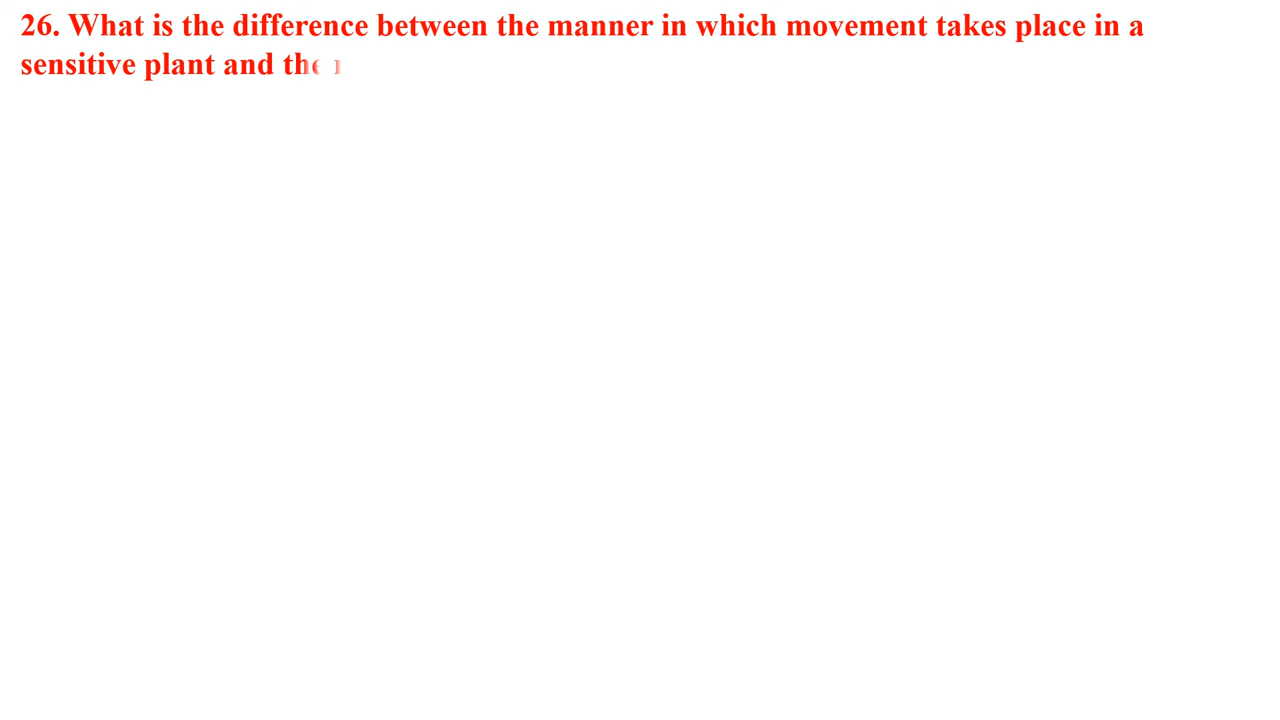 26. What is the difference between the manner in which movement takes place in a
sensitive plant and the